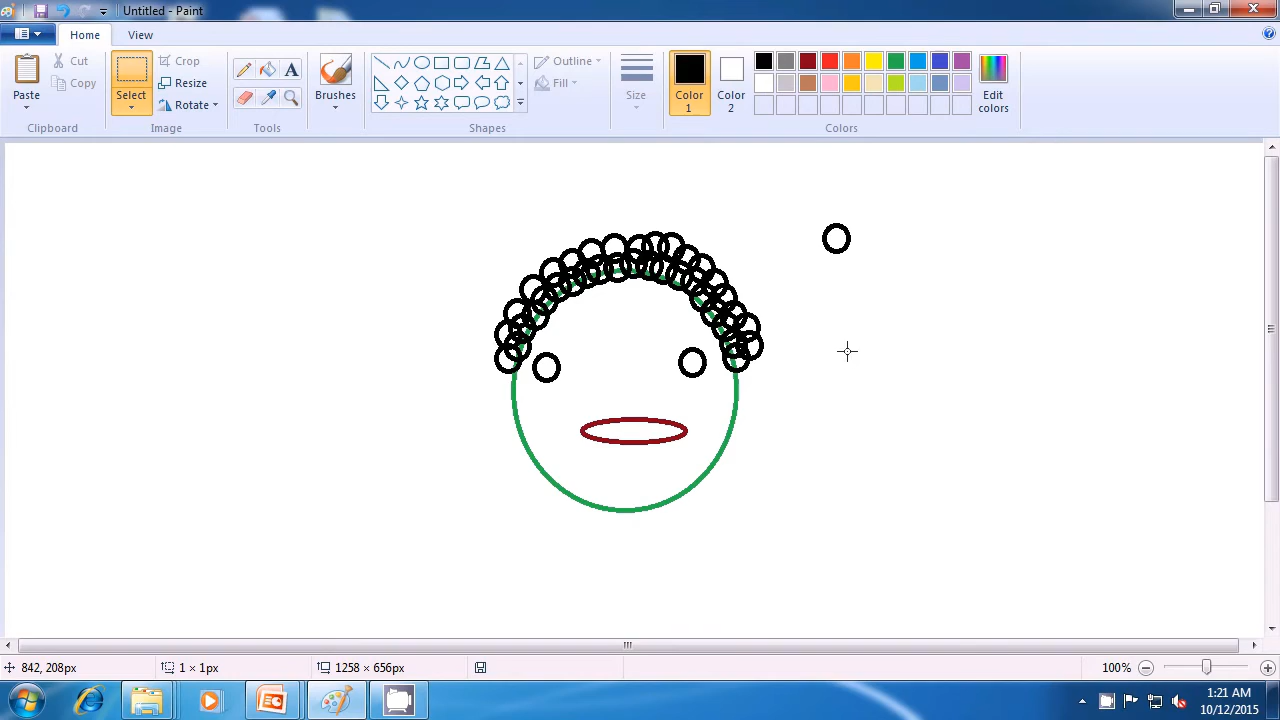 Untitled - Paint
Home View
Paste
Cut
Copy
Select
Crop
Resize
Rotate
Brushes
Outline
Fill
Size
Color 1
Color 2
Edit colors
Clipboard
Image
Tools
Shapes
Colors
842, 208px
1 × 1px
1258 × 656px
100%
1:21 AM
10/12/2015